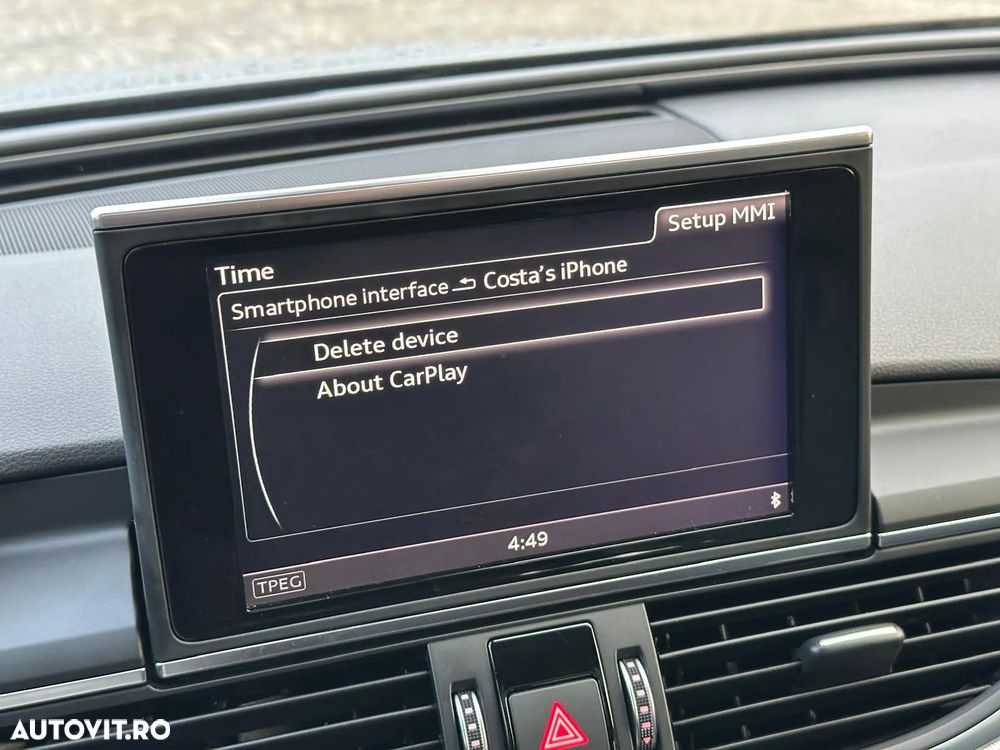 Setup MMI
Time
Smartphone interface Costa's iPhone
Delete device
About CarPlay
4:49
TPEG
AUTOVIT.RO